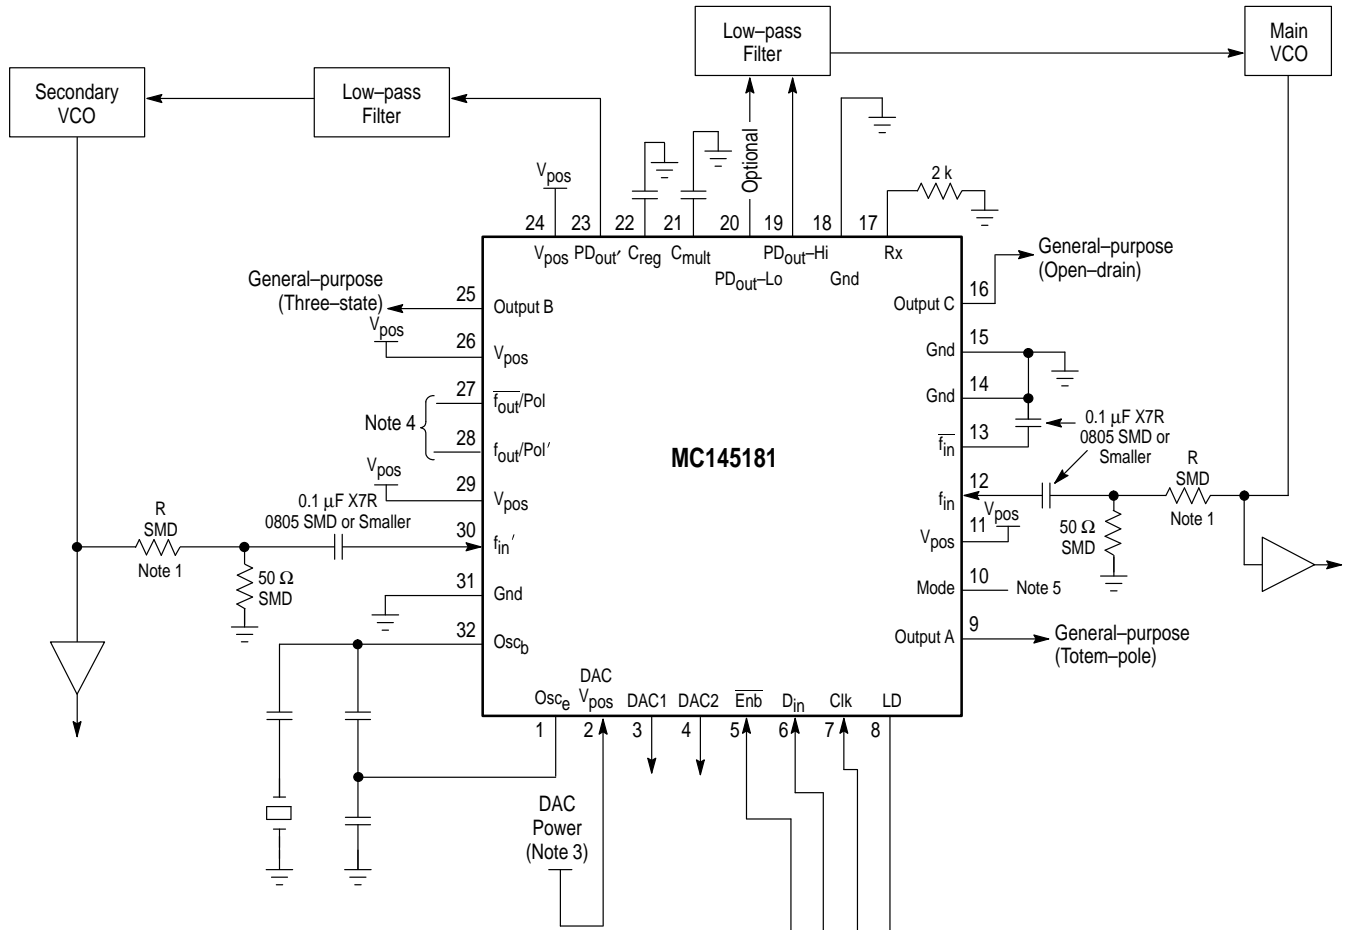 Low–pass
Filter
Main
VCO
Secondary
VCO
Low–pass
Filter
Optional
2 k
Vpos
24
23
22
21
20
19
18
17
Vpos
PDout′
Creg
Cmult
PDout–Lo
PDout–Hi
Gnd
Rx
General–purpose
(Open–drain)
16
Output C
General–purpose
(Three–state)
25
Output B
Vpos
26
Vpos
15
Gnd
14
Gnd
27
fout/Pol
Note 4
28
fout/Pol′
13
fin
0.1 µF X7R
0805 SMD or
Smaller
MC145181
Vpos
29
Vpos
12
fin
R
SMD
Note 1
Vpos
11
Vpos
50 Ω
SMD
0.1 µF X7R
0805 SMD or Smaller
R
SMD
Note 1
30
fin′
50 Ω
SMD
31
Gnd
10
Mode
Note 5
32
Oscb
9
Output A
General–purpose
(Totem–pole)
Osce
DAC
Vpos
DAC1
DAC2
Enb
Din
Clk
LD
1
2
3
4
5
6
7
8
DAC
Power
(Note 3)